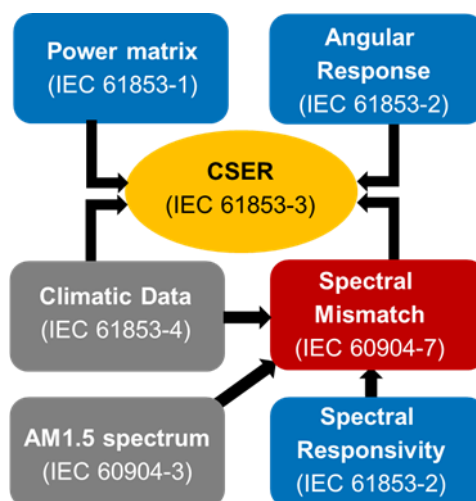 Power matrix
(IEC 61853-1)
Angular
Response
(IEC 61853-2)
CSER
(IEC 61853-3)
Climatic Data
(IEC 61853-4)
Spectral
Mismatch
(IEC 60904-7)
AM1.5 spectrum
(IEC 60904-3)
Spectral
Responsivity
(IEC 61853-2)